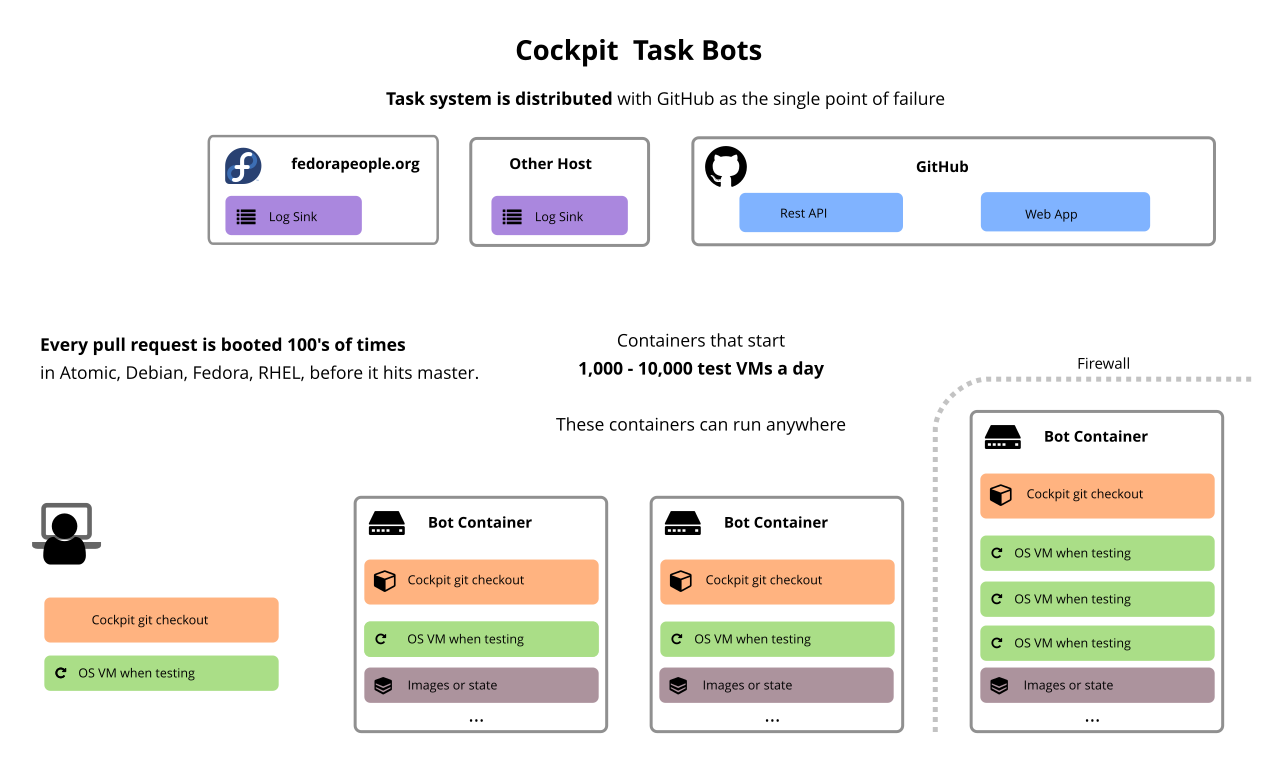 Cockpit  Task Bots
Task system is distributed with GitHub as the single point of failure
fedorapeople.org
Log Sink
Other Host
Log Sink
GitHub
Rest API
Web App
Every pull request is booted 100's of times
in Atomic, Debian, Fedora, RHEL, before it hits master.
Containers that start
1,000 - 10,000 test VMs a day
These containers can run anywhere
Firewall
Cockpit git checkout
OS VM when testing
Bot Container
Cockpit git checkout
OS VM when testing
Images or state
...
Bot Container
Cockpit git checkout
OS VM when testing
Images or state
...
Bot Container
Cockpit git checkout
OS VM when testing
OS VM when testing
OS VM when testing
Images or state
...